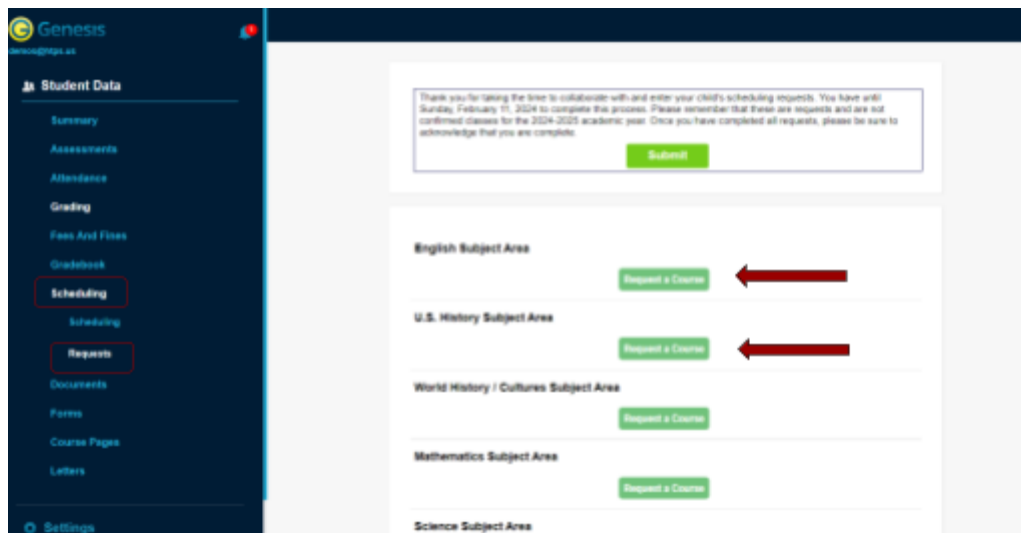 Genesis
1
Student Data
Summary
Assessments
Attendance
Grading
Fees And Fines
Gradebook
Scheduling
Scheduling
Requests
Documents
Forms
Course Pages
Letters
Settings
Thank you for taking the time to collaborate with and enter your child's scheduling requests. You have until
Sunday, February 11, 2024 to complete this process. Please remember that these are requests and are not
confirmed classes for the 2024-2025 academic year. Once you have completed all requests, please be sure to
acknowledge that you are complete.
Submit
English Subject Area
Request a Course
U.S. History Subject Area
Request a Course
World History / Cultures Subject Area
Request a Course
Mathematics Subject Area
Request a Course
Science Subject Area